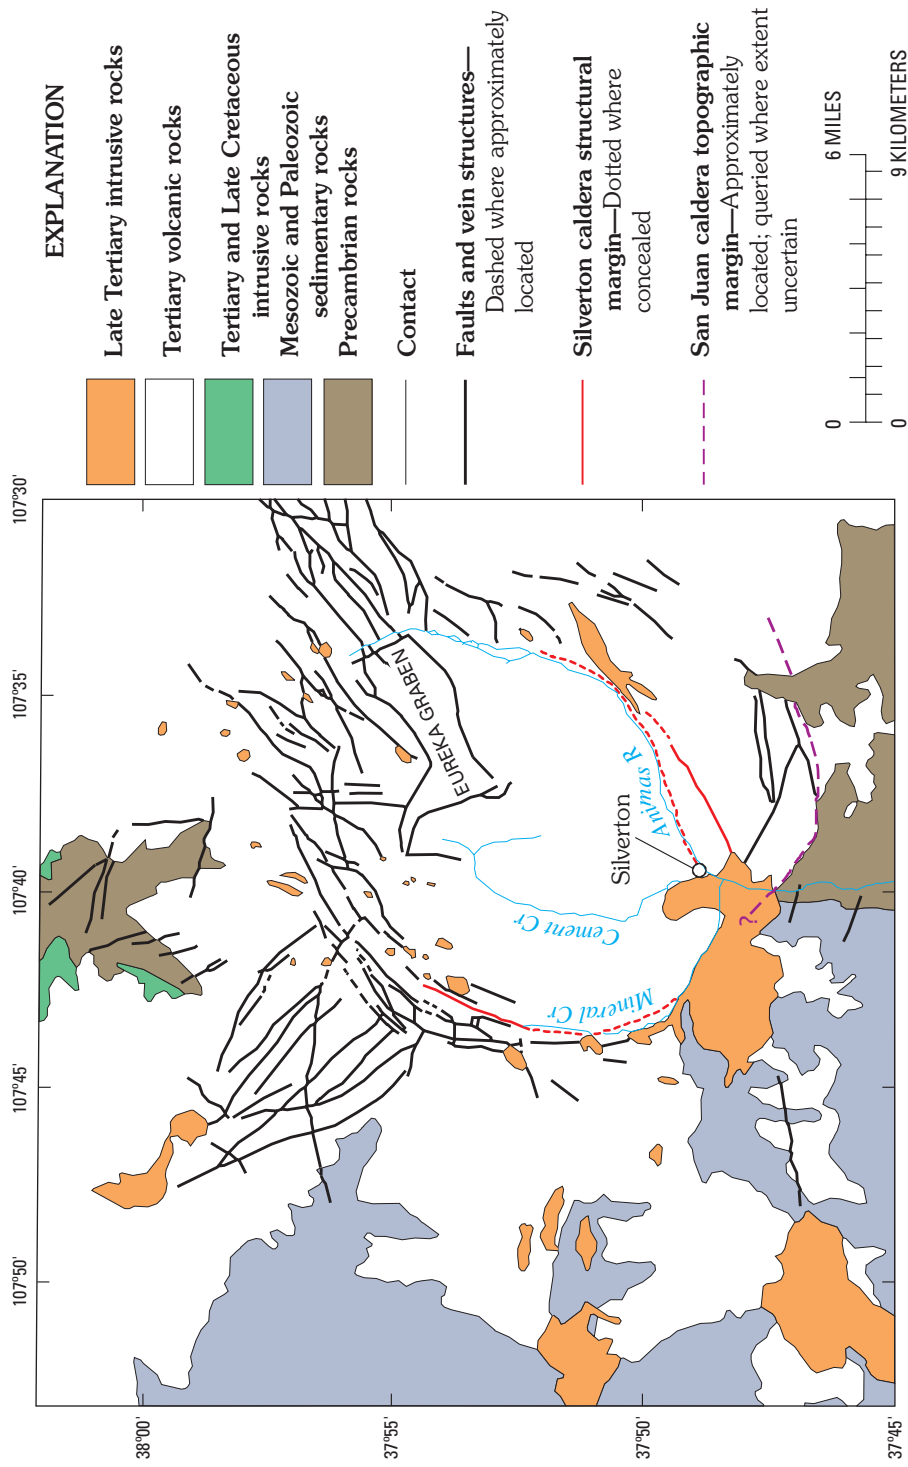 EXPLANATION
Late Tertiary intrusive rocks
Tertiary volcanic rocks
Tertiary and Late Cretaceous
intrusive rocks
Mesozoic and Paleozoic
sedimentary rocks
Precambrian rocks
Contact
Faults and vein structures—
Dashed where approximately
located
Silverton caldera structural
margin—Dotted where
concealed
San Juan caldera topographic
margin—Approximately
located; queried where extent
uncertain
0 6 MILES
0 9 KILOMETERS
107°50' 107°45' 107°40' 107°35' 107°30'
38°00'
37°55'
37°50'
37°45'
EUREKA GRABEN
Cement Cr
Mineral Cr
Animas R
Silverton
?